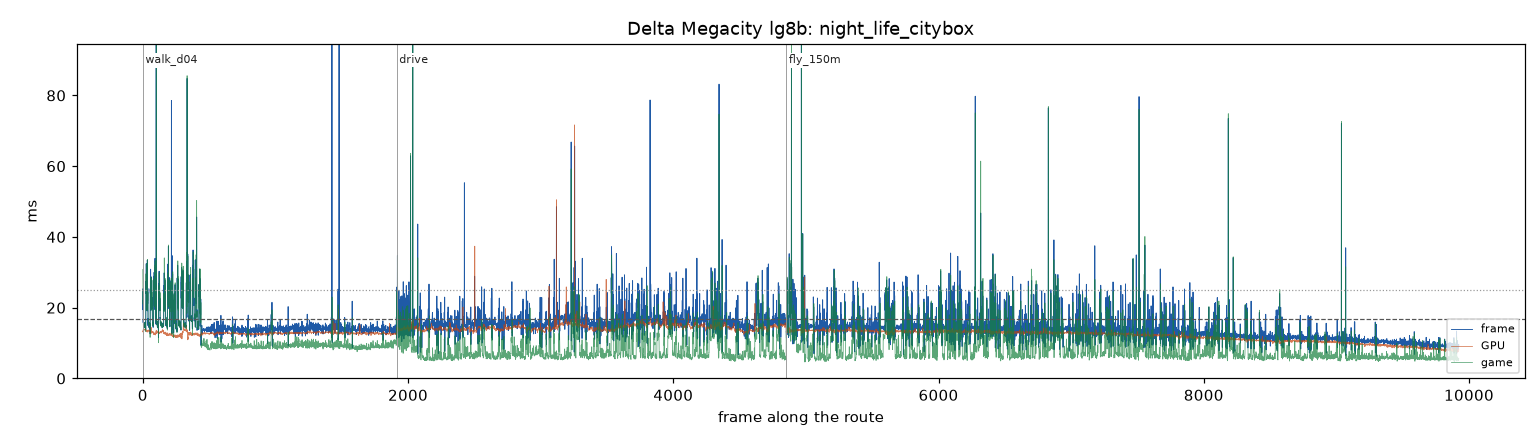 Delta Megacity lg8b: night_life_citybox
walk_d04
drive
fly_150m
ms
80
60
40
20
0
0
2000
4000
6000
8000
10000
frame along the route
frame
GPU
game